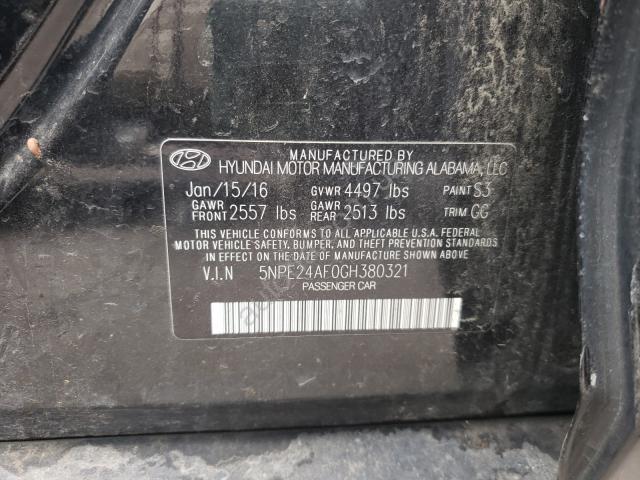 MANUFACTURED BY
HYUNDAI MOTOR MANUFACTURING ALABAMA, LLC
Jan/15/16 GVWR 4497 lbs PAINT S3
GAWR FRONT 2557 lbs GAWR REAR 2513 lbs TRIM GG
THIS VEHICLE CONFORMS TO ALL APPLICABLE U.S.A. FEDERAL
MOTOR VEHICLE SAFETY, BUMPER, AND THEFT PREVENTION STANDARDS
IN EFFECT ON THE DATE OF MANUFACTURE SHOWN ABOVE.
V.I.N 5NPE24AF0GH380321
PASSENGER CAR